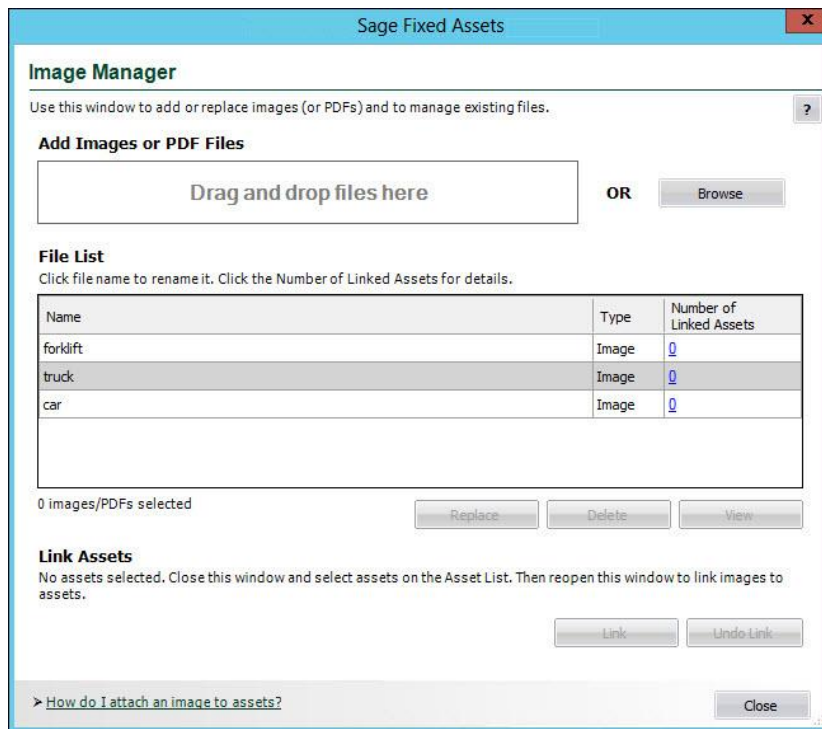 Sage Fixed Assets
x
Image Manager
Use this window to add or replace images (or PDFs) and to manage existing files.
?
Add Images or PDF Files
Drag and drop files here
OR
Browse
File List
Click file name to rename it. Click the Number of Linked Assets for details.
Name Type Number of
Linked Assets
forklift Image 0
truck Image 0
car Image 0
0 images/PDFs selected
Replace Delete View
Link Assets
No assets selected. Close this window and select assets on the Asset List. Then reopen this window to link images to
assets.
Link Undo Link
➢ How do I attach an image to assets?
Close